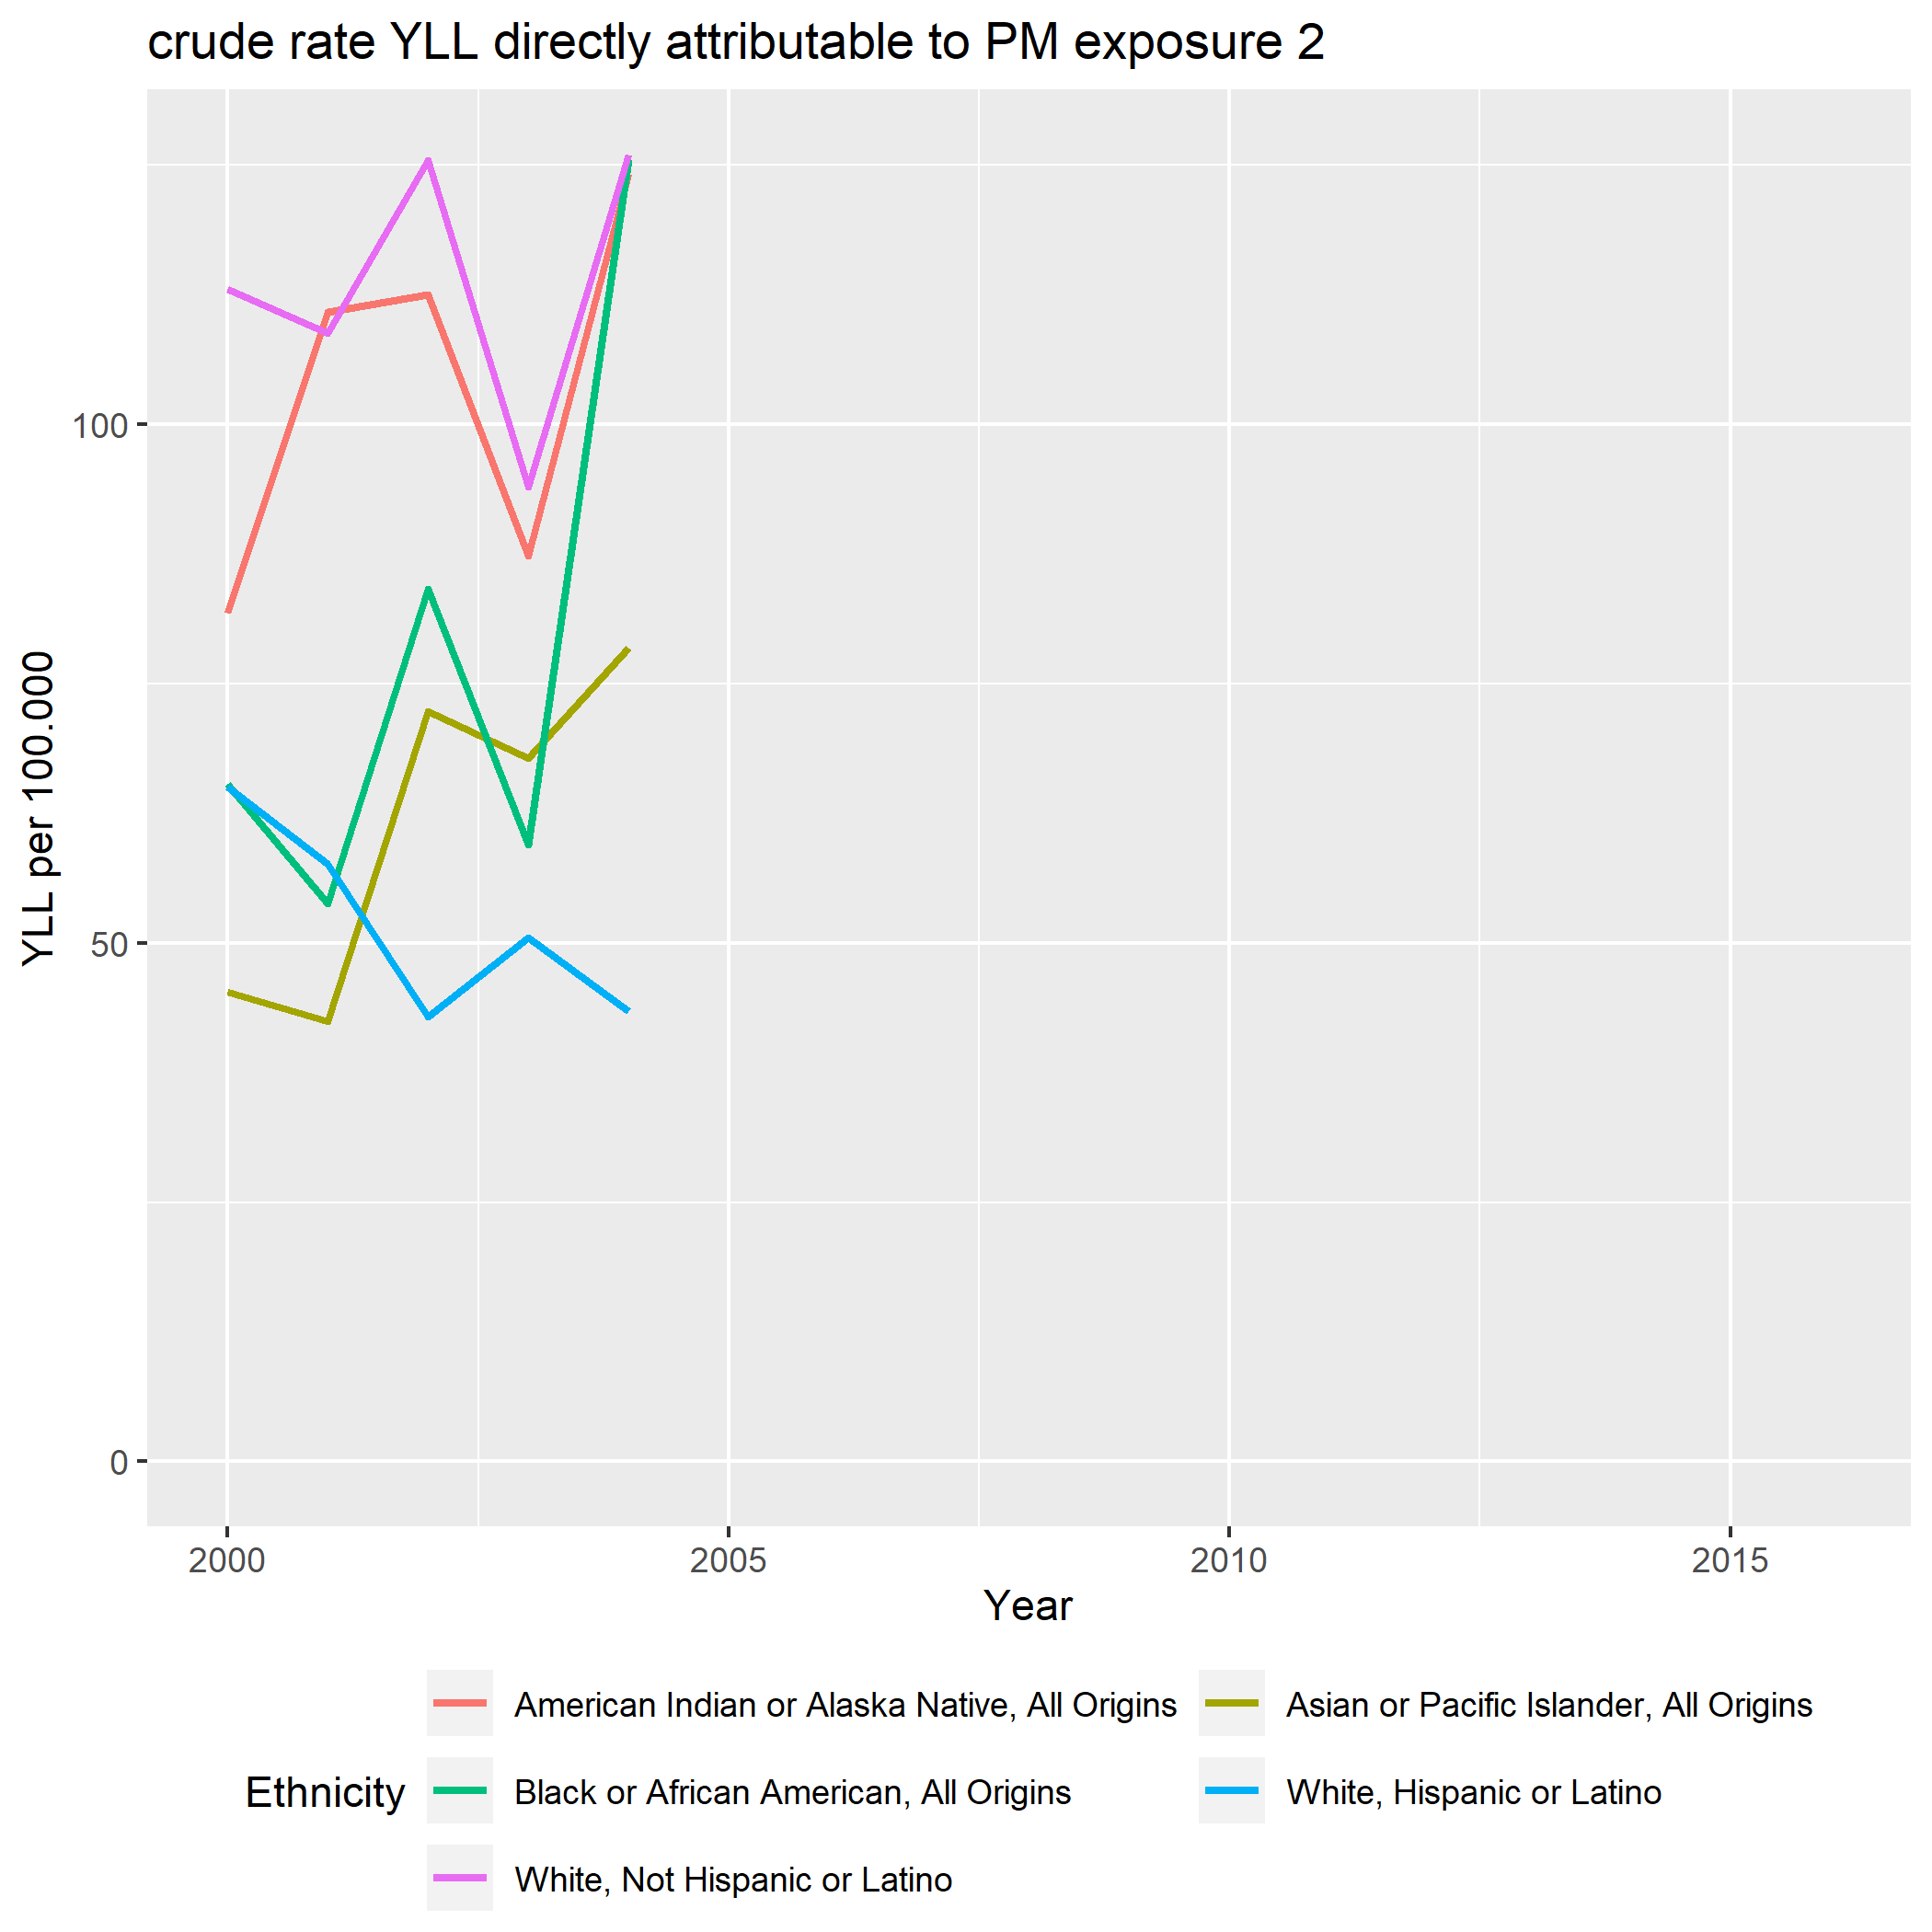 crude rate YLL directly attributable to PM exposure 2
YLL per 100.000
100
50
0
2000 2005 2010 2015
Year
Ethnicity
American Indian or Alaska Native, All Origins
Asian or Pacific Islander, All Origins
Black or African American, All Origins
White, Hispanic or Latino
White, Not Hispanic or Latino